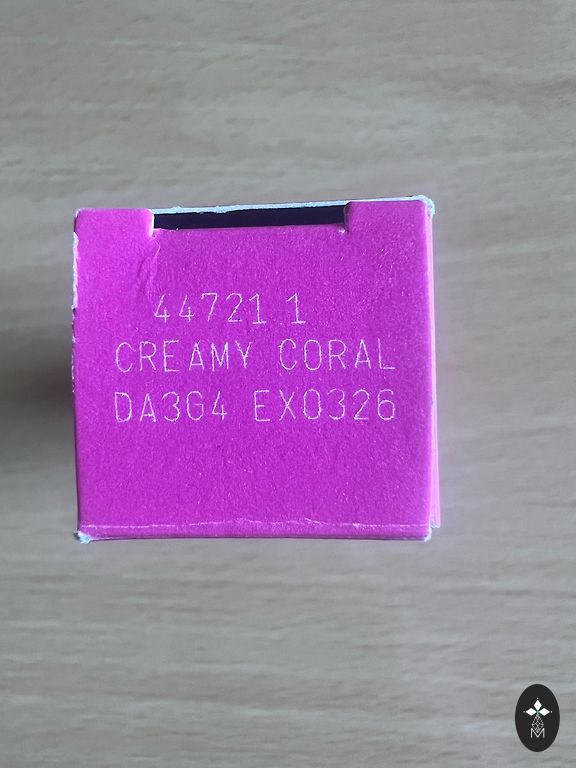 44721 1
CREAMY CORAL
DA3G4 EX0326
M